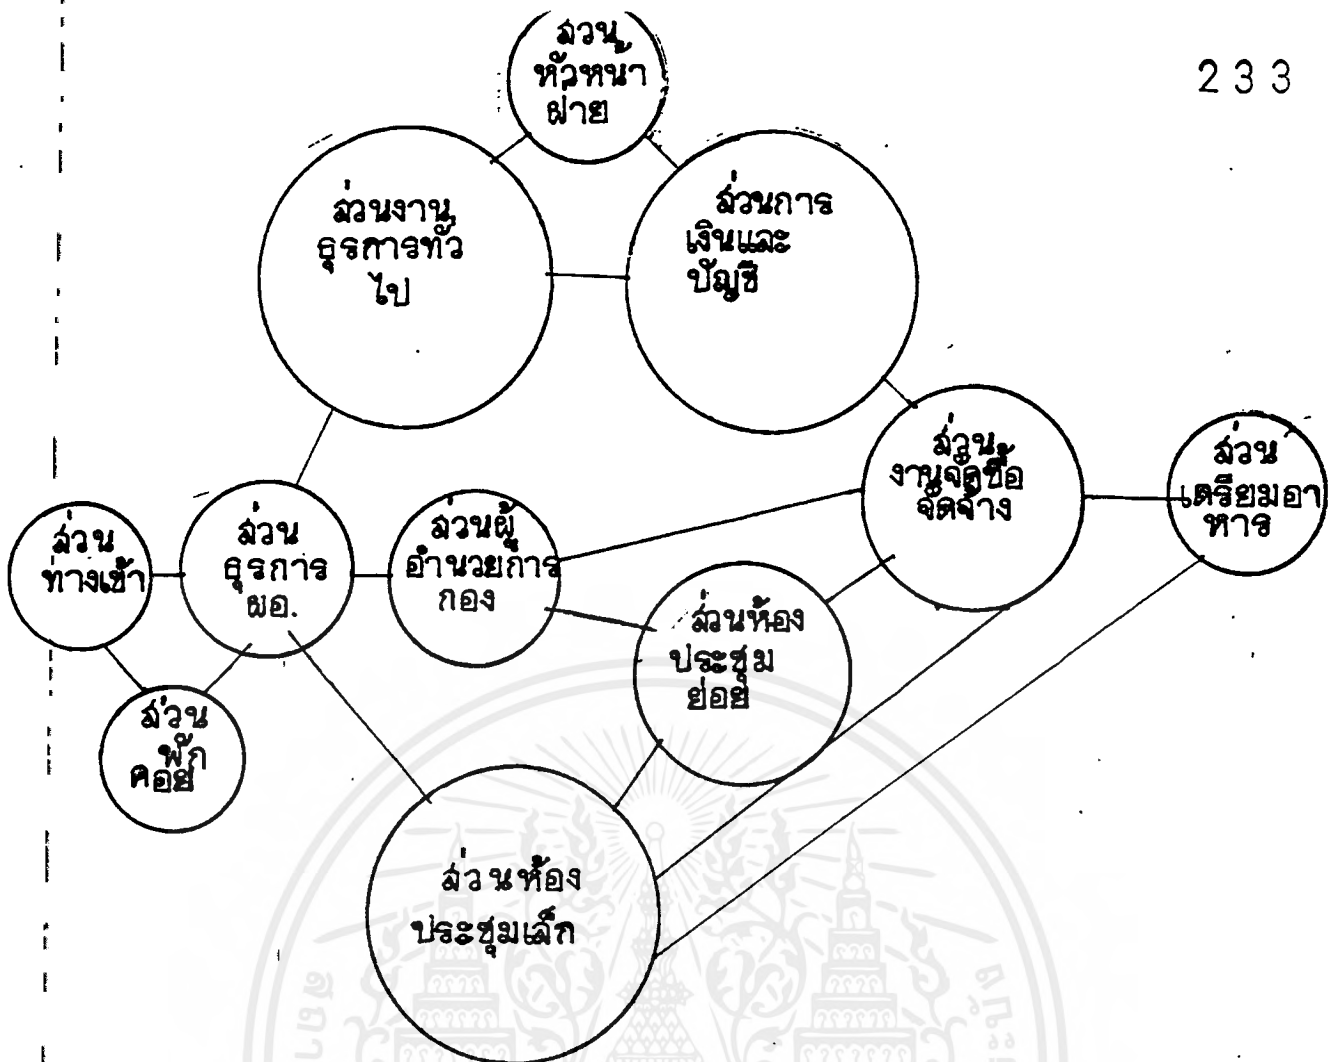 233
ส่วน
หัวหน้า
ฝ่าย
ส่วนงาน
ธุรการทั่ว
ไป
ส่วนการ
เงินและ
บัญชี
ส่วน
งานจัดซื้อ
จัดจ้าง
ส่วน
เตรียมอา
หาร
ส่วน
ทางเข้า
ส่วน
ธุรการ
ผอ.
ส่วนผู้
อำนวยการ
กอง
ส่วนห้อง
ประชุม
ย่อย
ส่วน
พัก
คอย
ส่วนห้อง
ประชุมเล็ก